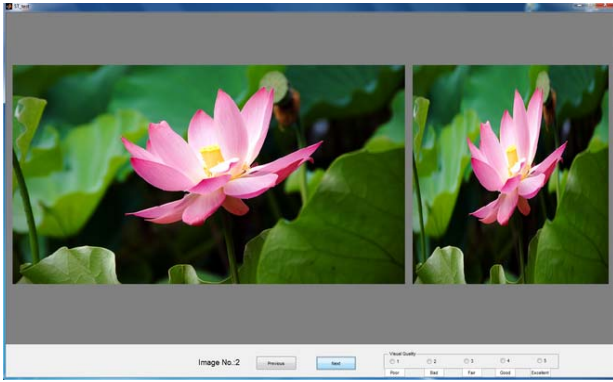 ST_test
Image No.:2
Previous
Next
Visual Quality
1
2
3
4
5
Poor
Bad
Fair
Good
Excellent